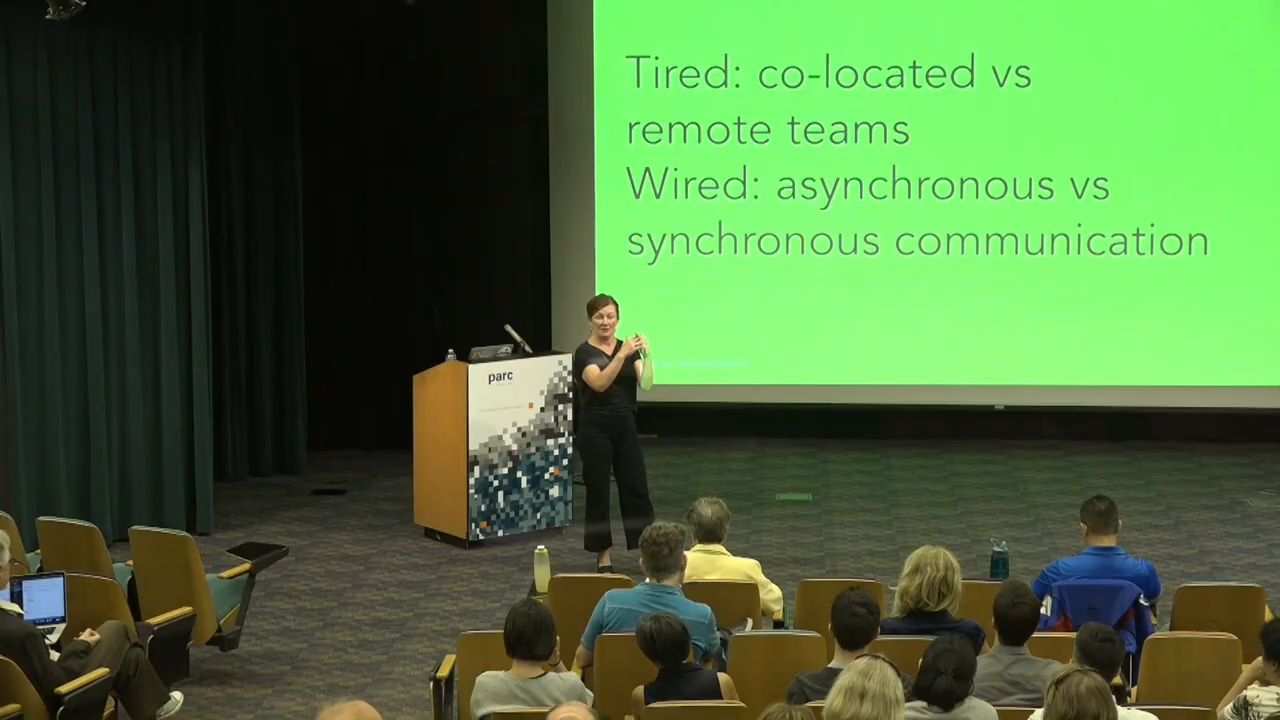 Tired: co-located vs
remote teams
Wired: asynchronous vs
synchronous communication
parc